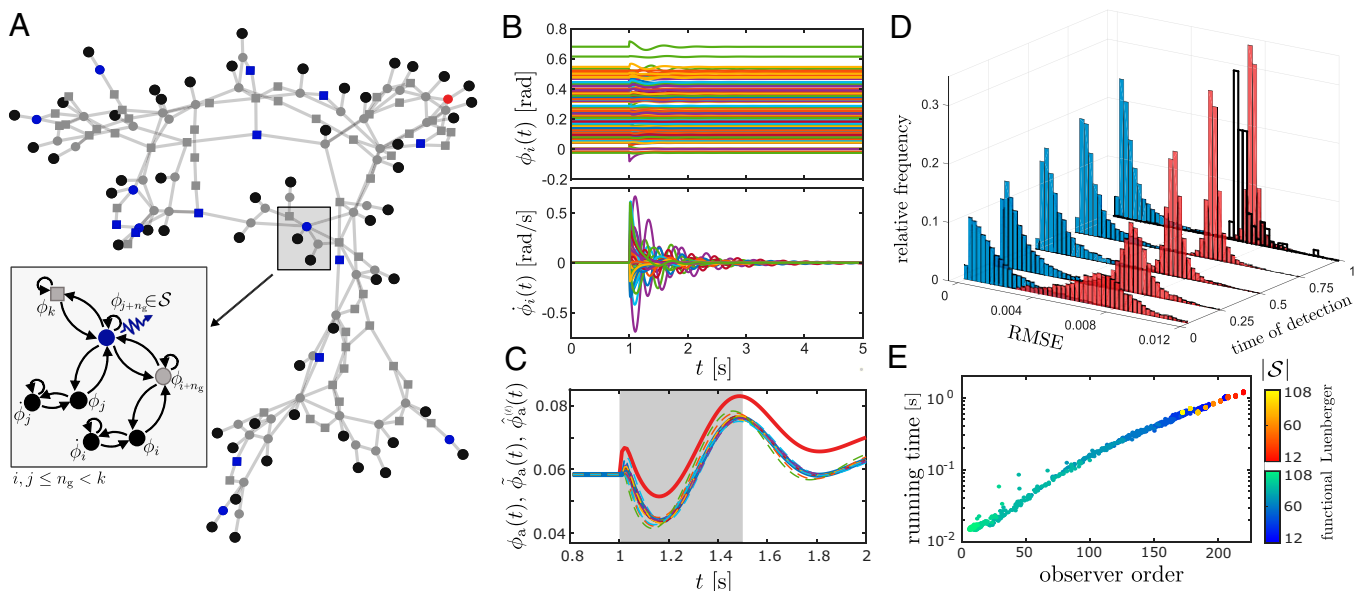 A
ϕ_k
ϕ_{j+n_g} ∈ 𝒮
ϕ_{i+n_g}
ϕ̇_j
ϕ_j
ϕ̇_i
ϕ_i
i, j ≤ n_g < k
B
ϕ_i(t) [rad]
0.8
0.6
0.4
0.2
0
-0.2
ϕ̇_i(t) [rad/s]
0.5
0
-0.5
0 1 2 3 4 5
t [s]
C
ϕ_a(t), ϕ̃_a(t), ϕ̂_a^{(r)}(t)
0.08
0.06
0.04
0.8 1 1.2 1.4 1.6 1.8 2
t [s]
D
relative frequency
0.3
0.2
0.1
0
0 0.004 0.008 0.012
RMSE
0 0.25 0.5 0.75 1
time of detection
E
running time [s]
10^0
10^-1
10^-2
0 50 100 150 200
observer order
|𝒮|
108
60
12
Luenberger
108
60
12
functional